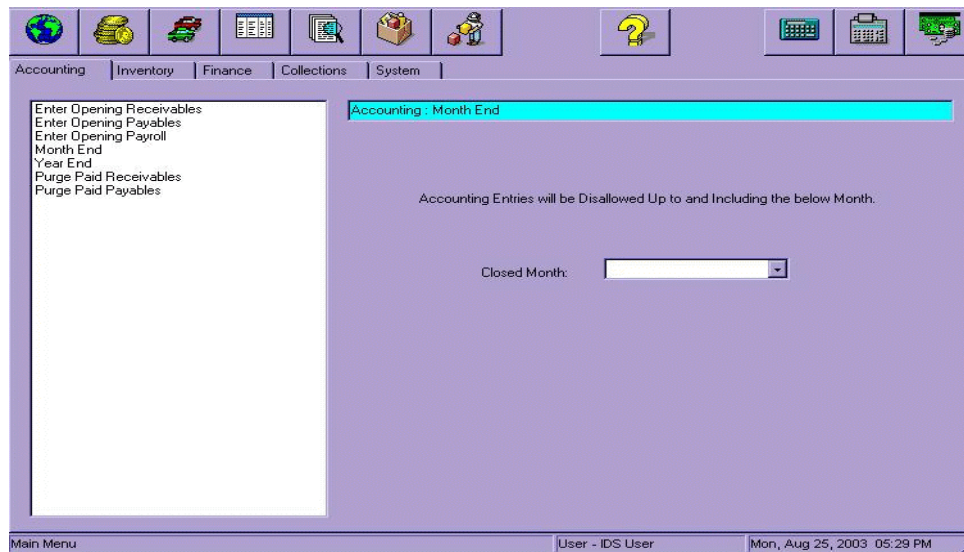 Accounting
Inventory
Finance
Collections
System
Enter Opening Receivables
Enter Opening Payables
Enter Opening Payroll
Month End
Year End
Purge Paid Receivables
Purge Paid Payables
Accounting : Month End
Accounting Entries will be Disallowed Up to and Including the below Month.
Closed Month:
Main Menu
User - IDS User
Mon, Aug 25, 2003 05:29 PM